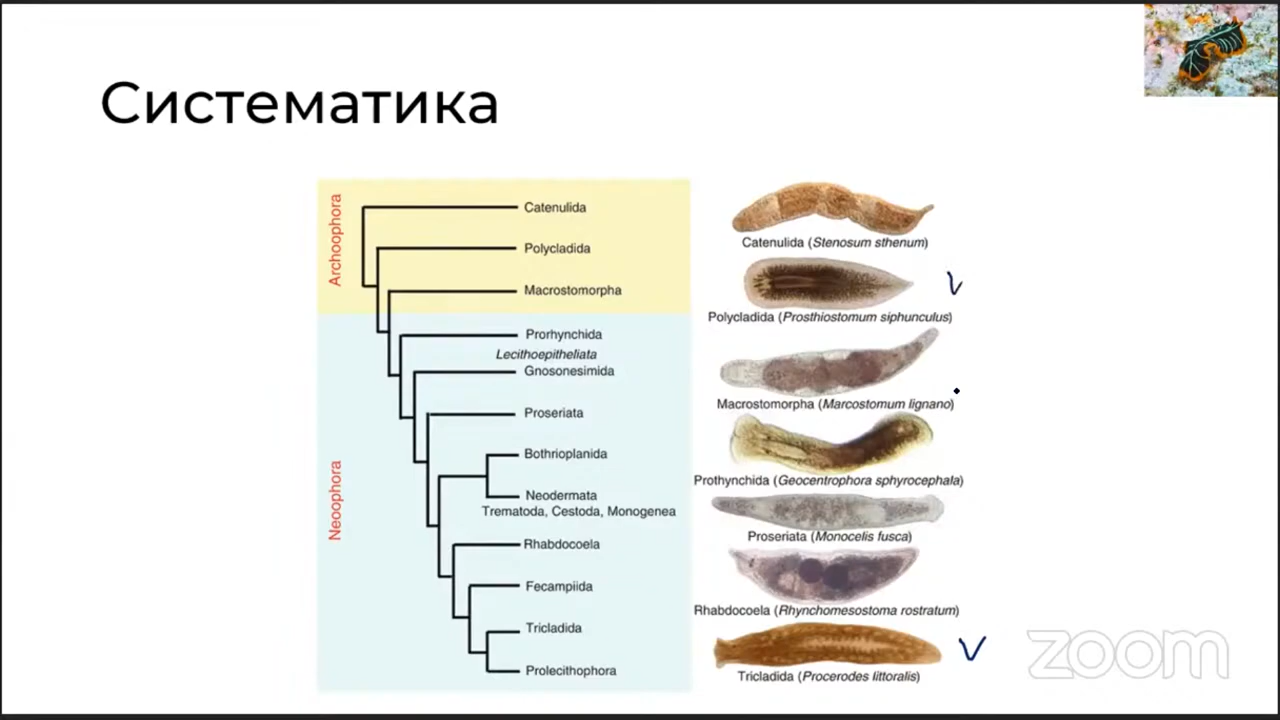 Систематика
Archoophora
Catenulida
Polycladida
Macrostomorpha
Neoophora
Prorhynchida
Lecithoepitheliata
Gnosonesimida
Proseriata
Bothrioplanida
Neodermata
Trematoda, Cestoda, Monogenea
Rhabdocoela
Fecampiida
Tricladida
Prolecithophora
Catenulida (Stenosum sthenum)
Polycladida (Prosthiostomum siphunculus)
Macrostomorpha (Marcostomum lignano)
Prothynchida (Geocentrophora sphyrocephala)
Proseriata (Monocelis fusca)
Rhabdocoela (Rhynchomesostoma rostratum)
Tricladida (Procerodes littoralis)
zoom